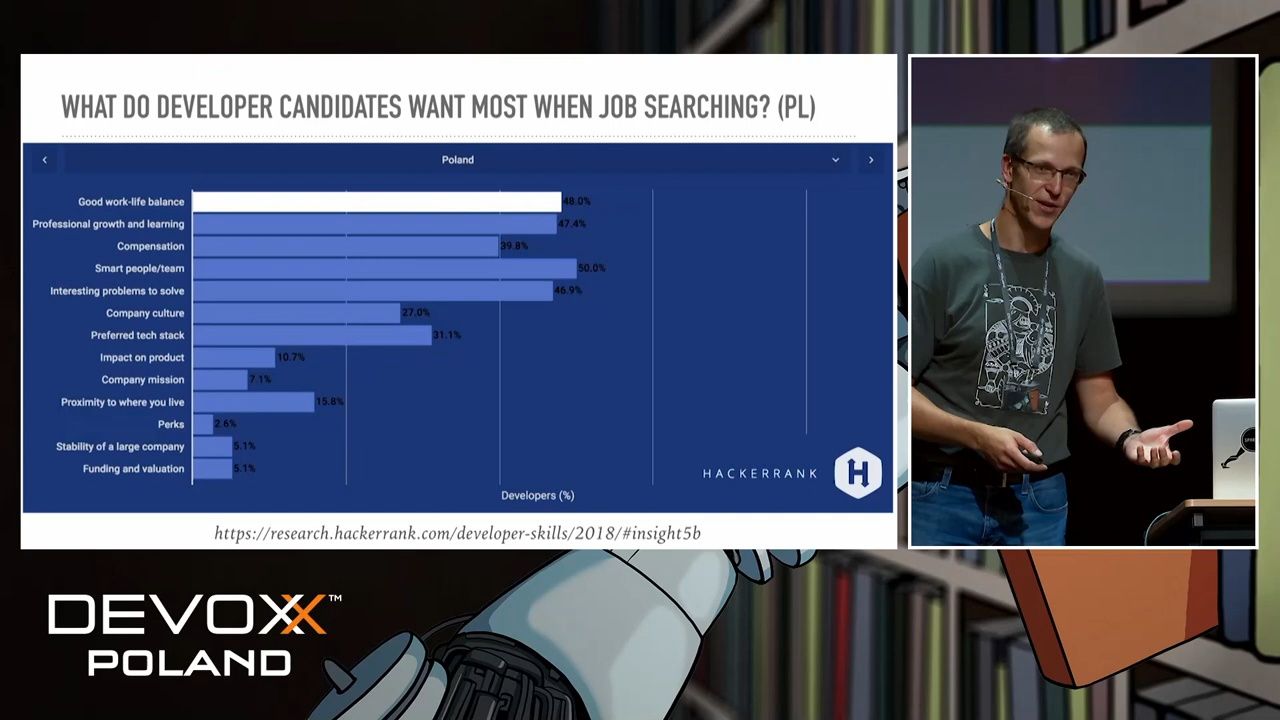 WHAT DO DEVELOPER CANDIDATES WANT MOST WHEN JOB SEARCHING? (PL)
Poland
Good work-life balance 48.0%
Professional growth and learning 47.4%
Compensation 39.8%
Smart people/team 50.0%
Interesting problems to solve 46.9%
Company culture 27.0%
Preferred tech stack 31.1%
Impact on product 10.7%
Company mission 7.1%
Proximity to where you live 15.8%
Perks 2.6%
Stability of a large company 5.1%
Funding and valuation 5.1%
HACKERRANK H
Developers (%)
https://research.hackerrank.com/developer-skills/2018/#insight5b
DEVOXX™
POLAND